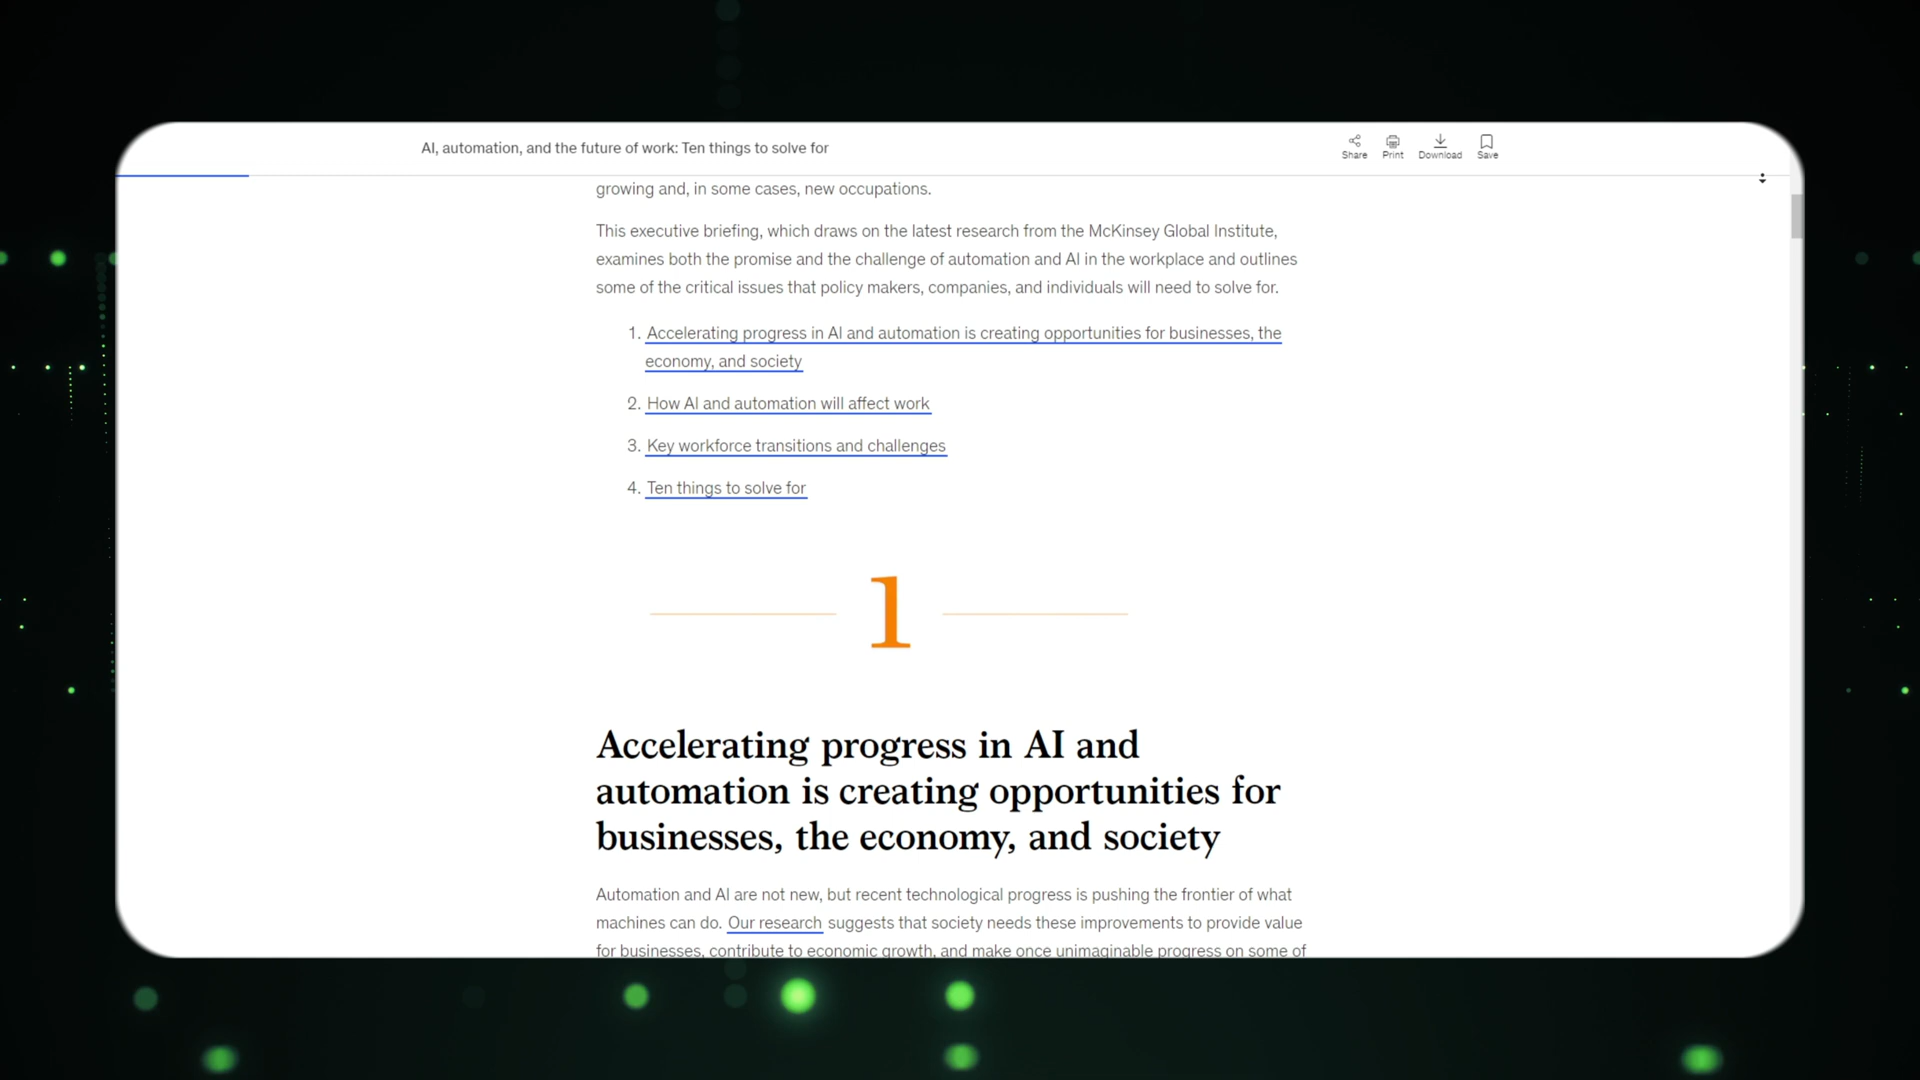 AI, automation, and the future of work: Ten things to solve for
Share Print Download Save
growing and, in some cases, new occupations.
This executive briefing, which draws on the latest research from the McKinsey Global Institute,
examines both the promise and the challenge of automation and AI in the workplace and outlines
some of the critical issues that policy makers, companies, and individuals will need to solve for.
1. Accelerating progress in AI and automation is creating opportunities for businesses, the
economy, and society
2. How AI and automation will affect work
3. Key workforce transitions and challenges
4. Ten things to solve for
1
Accelerating progress in AI and
automation is creating opportunities for
businesses, the economy, and society
Automation and AI are not new, but recent technological progress is pushing the frontier of what
machines can do. Our research suggests that society needs these improvements to provide value
for businesses, contribute to economic growth, and make once unimaginable progress on some of